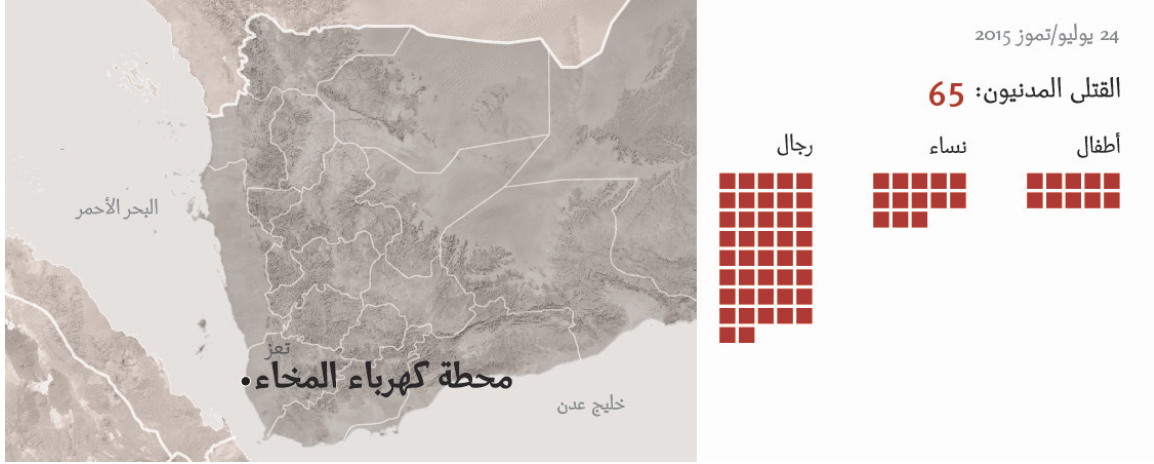 24 يوليو/تموز 2015
القتلى المدنيون: 65
أطفال
نساء
رجال
البحر الأحمر
تعز
محطة كهرباء المخاء
خليج عدن